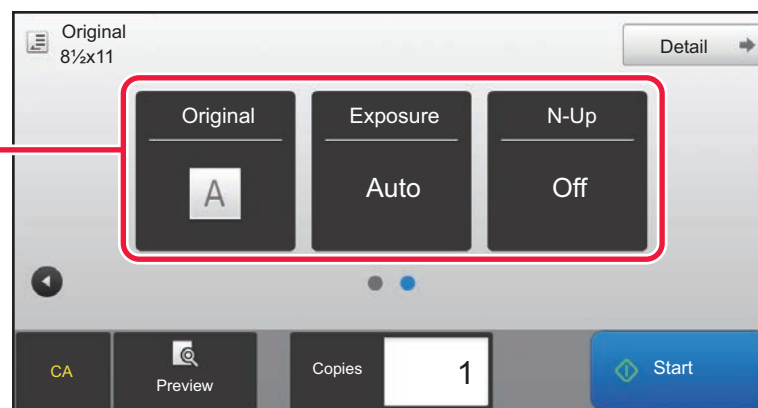 Original
8½x11
Detail
Original
Exposure
N-Up
A
Auto
Off
CA
Preview
Copies
1
Start